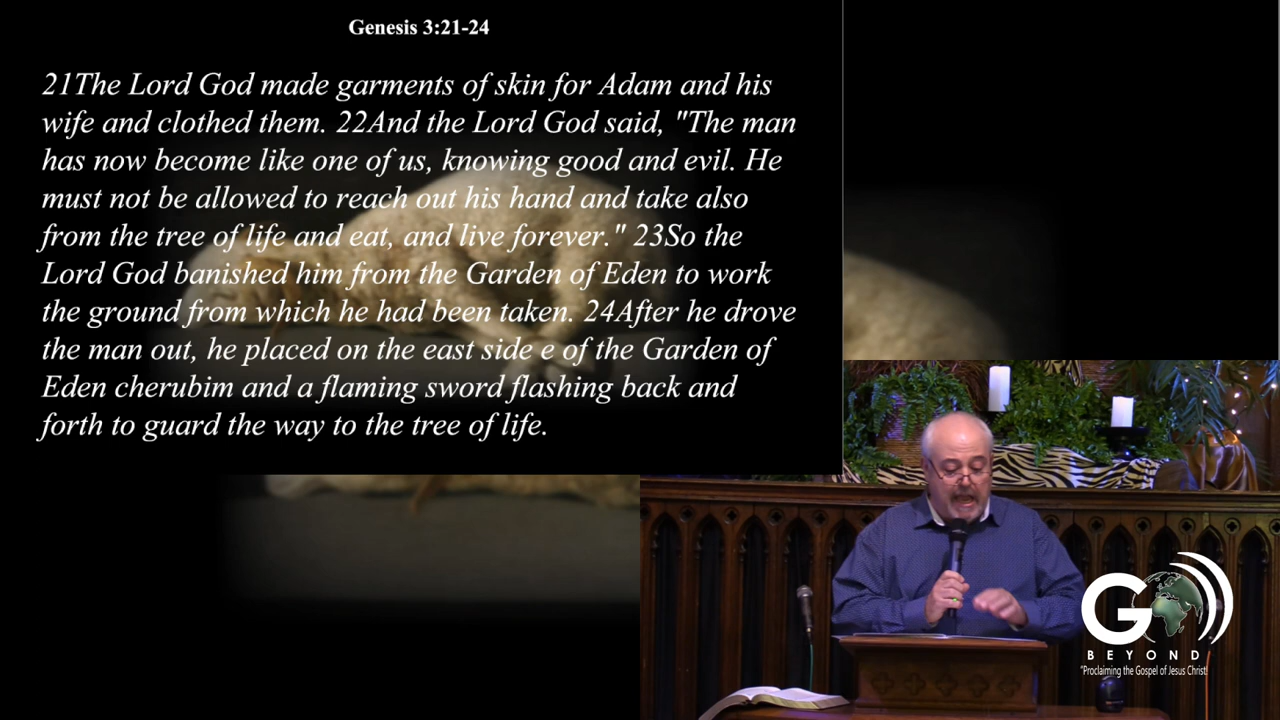 Genesis 3:21-24
21The Lord God made garments of skin for Adam and his
wife and clothed them. 22And the Lord God said, "The man
has now become like one of us, knowing good and evil. He
must not be allowed to reach out his hand and take also
from the tree of life and eat, and live forever." 23So the
Lord God banished him from the Garden of Eden to work
the ground from which he had been taken. 24After he drove
the man out, he placed on the east side e of the Garden of
Eden cherubim and a flaming sword flashing back and
forth to guard the way to the tree of life.
GO
BEYOND
"Proclaiming the Gospel of Jesus Christ!